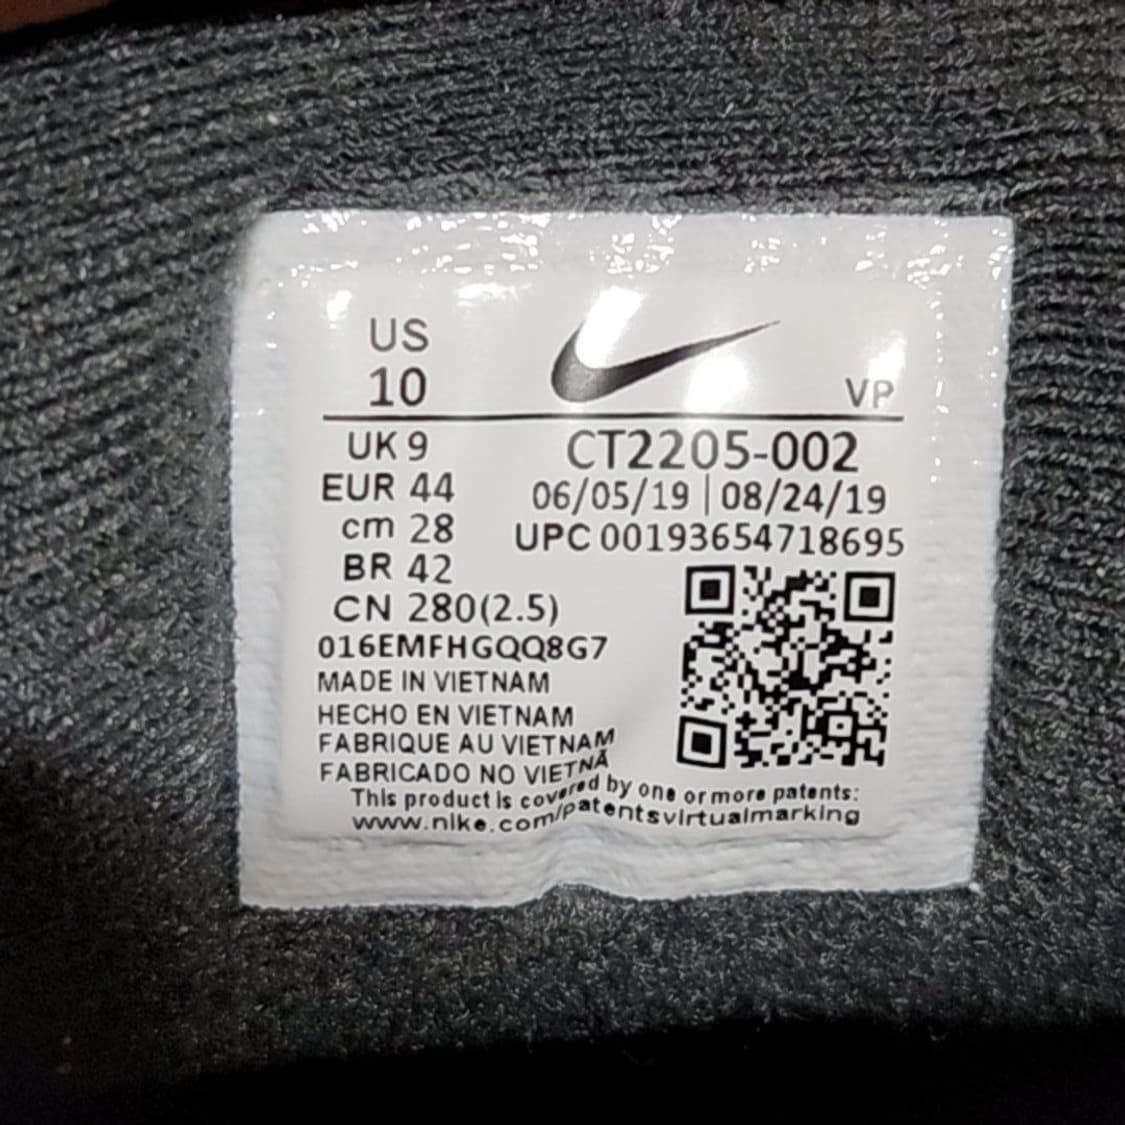 US
10
VP
UK 9
CT2205-002
EUR 44
06/05/19 | 08/24/19
cm 28
UPC 00193654718695
BR 42
CN 280(2.5)
016EMFHGQQ8G7
MADE IN VIETNAM
HECHO EN VIETNAM
FABRIQUE AU VIETNAM
FABRICADO NO VIETNÃ
This product is covered by one or more patents:
www.nike.com/patentsvirtualmarking